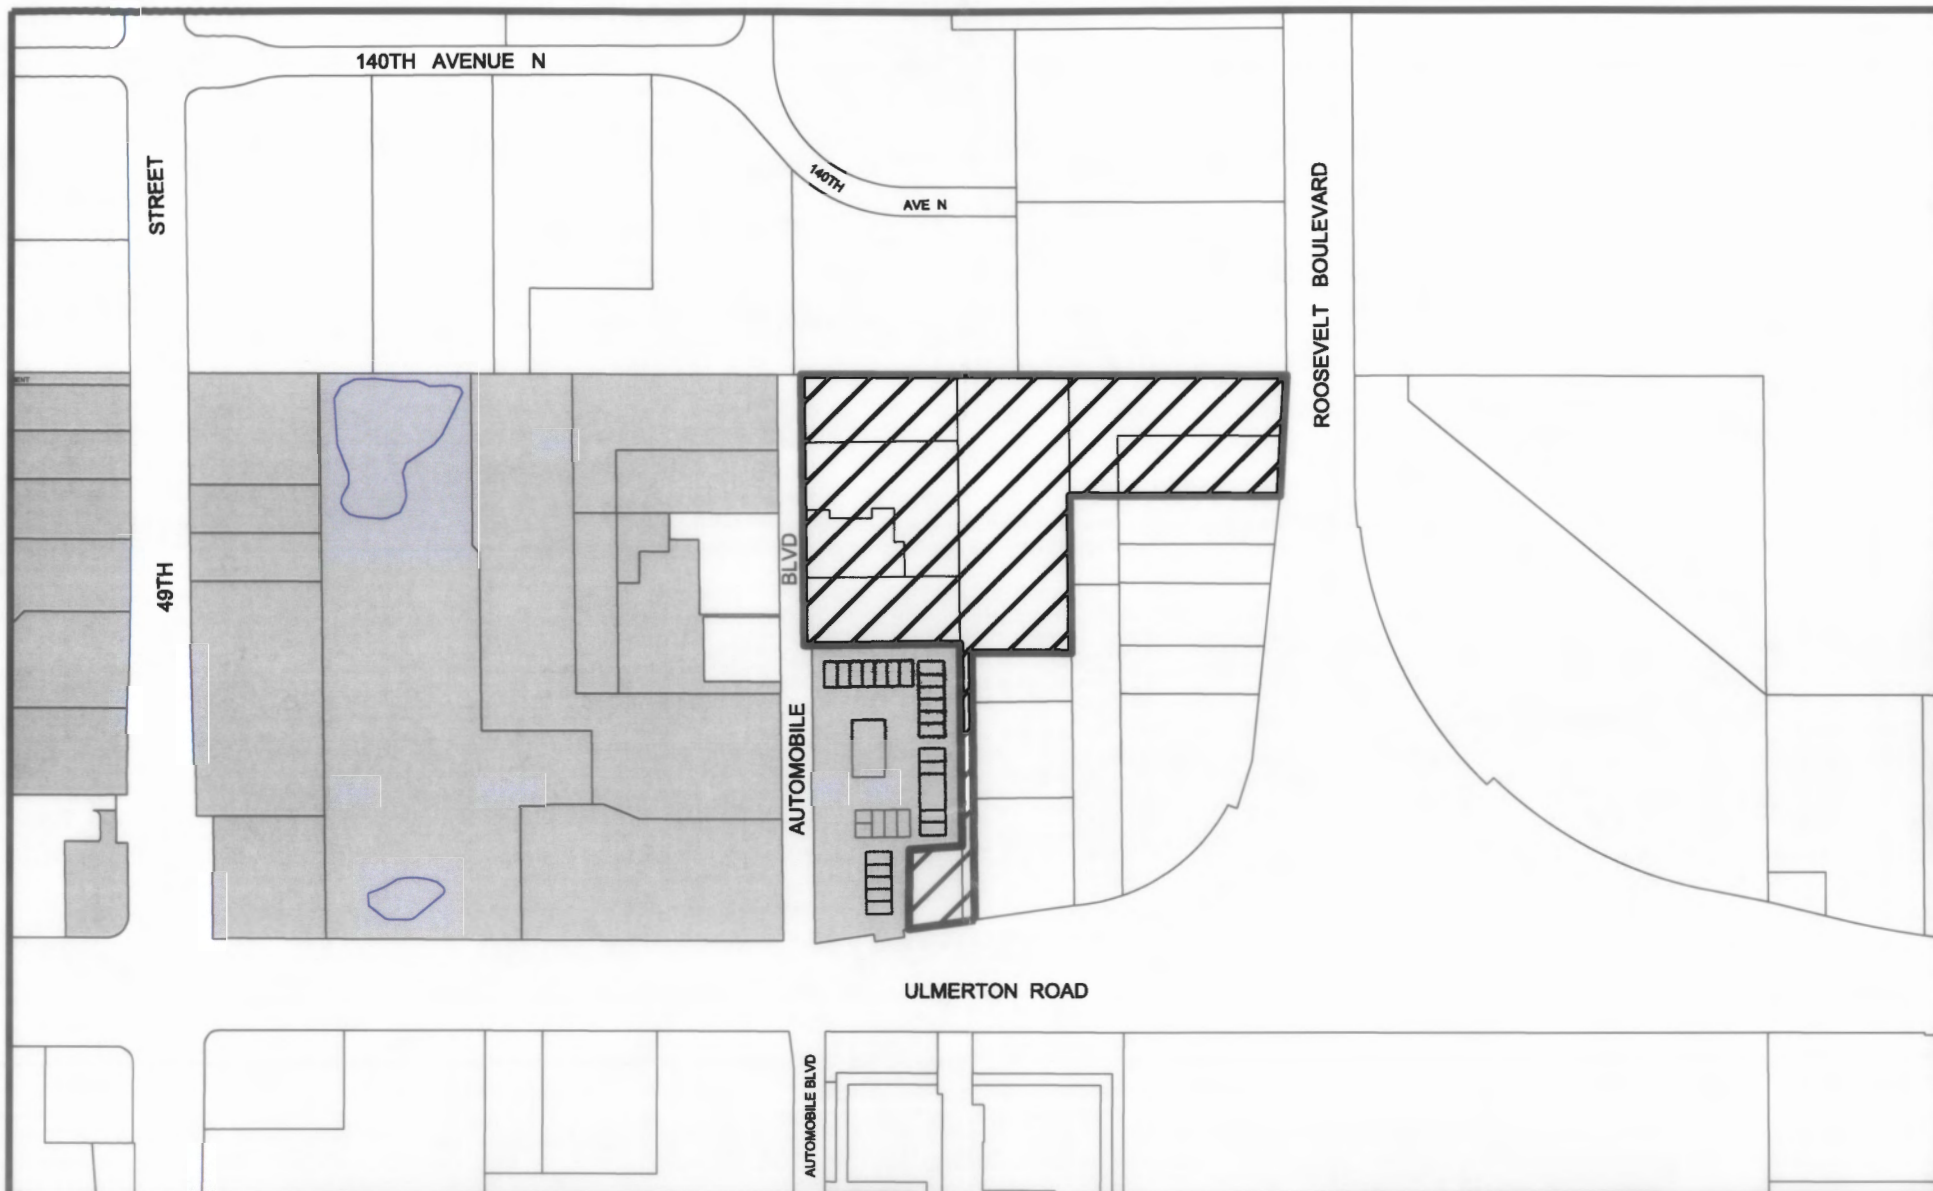 140TH AVENUE N
STREET
140TH
AVE N
ROOSEVELT BOULEVARD
BLVD
49TH
AUTOMOBILE
ULMERTON ROAD
AUTOMOBILE BLVD